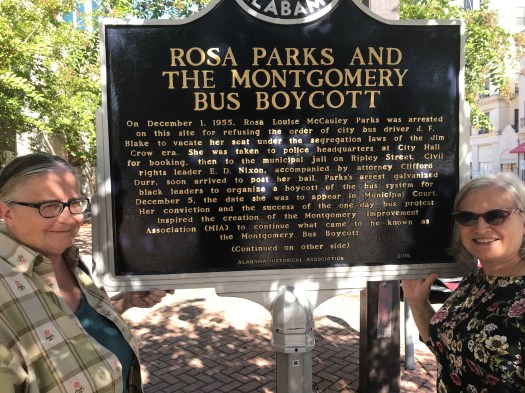 ALABAMA
ROSA PARKS AND
THE MONTGOMERY
BUS BOYCOTT
On December 1, 1955, Rosa Louise McCauley Parks was arrested
on this site for refusing the order of city bus driver J. F.
Blake to vacate her seat under the segregation laws of the Jim
Crow era. She was taken to police headquarters at City Hall
for booking, then to the municipal jail on Ripley Street. Civil
rights leader E. D. Nixon, accompanied by attorney Clifford
Durr, soon arrived to post her bail. Parks's arrest galvanized
black leaders to organize a boycott of the bus system for
December 5, the date she was to appear in Municipal Court.
Her conviction and the success of the one-day bus protest
inspired the creation of the Montgomery Improvement
Association (MIA) to continue what came to be known as
the Montgomery Bus Boycott.
(Continued on other side)
ALABAMA HISTORICAL ASSOCIATION 2016